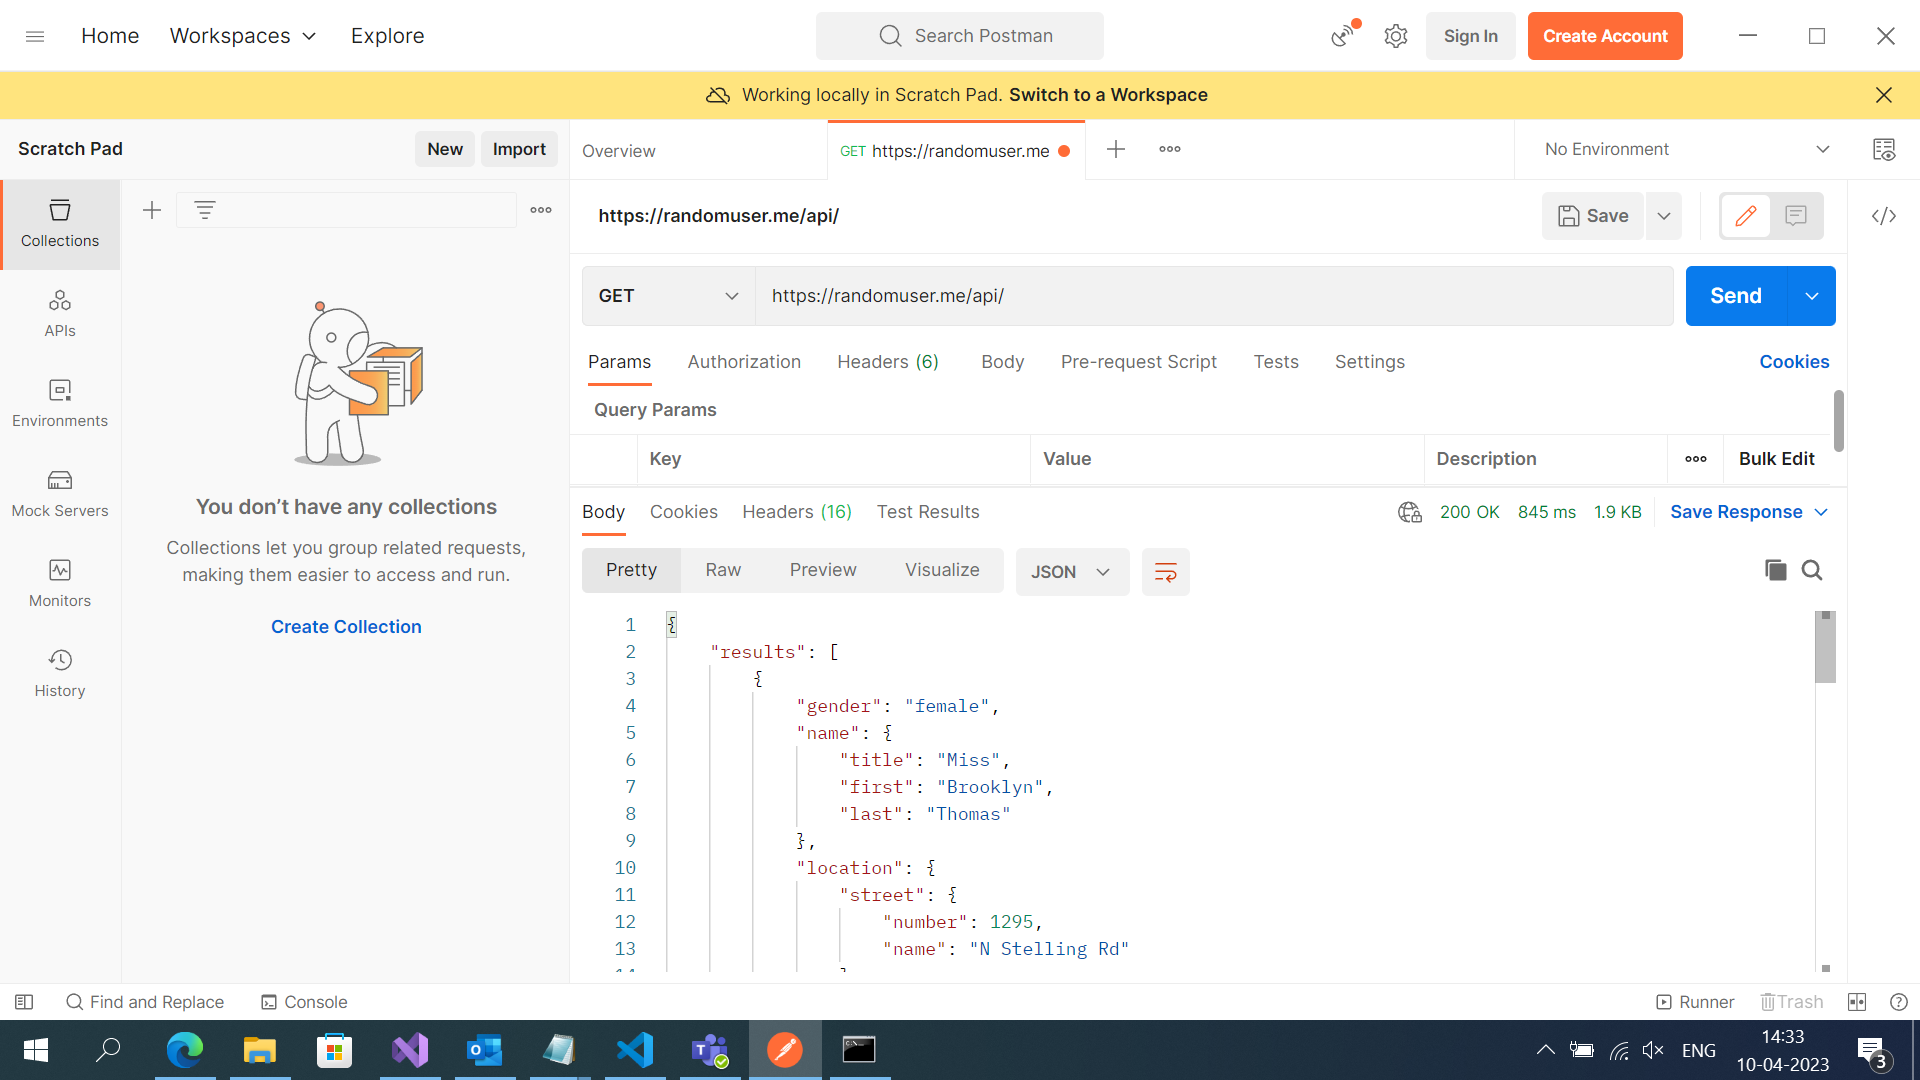 Home Workspaces Explore Search Postman Sign In Create Account
Working locally in Scratch Pad. Switch to a Workspace
Scratch Pad New Import Overview GET https://randomuser.me No Environment
Collections
APIs
Environments
Mock Servers
Monitors
History
You don’t have any collections
Collections let you group related requests,
making them easier to access and run.
Create Collection
https://randomuser.me/api/ Save
GET https://randomuser.me/api/ Send
Params Authorization Headers (6) Body Pre-request Script Tests Settings Cookies
Query Params
Key Value Description Bulk Edit
Body Cookies Headers (16) Test Results 200 OK 845 ms 1.9 KB Save Response
Pretty Raw Preview Visualize JSON
1 {
2 "results": [
3 {
4 "gender": "female",
5 "name": {
6 "title": "Miss",
7 "first": "Brooklyn",
8 "last": "Thomas"
9 },
10 "location": {
11 "street": {
12 "number": 1295,
13 "name": "N Stelling Rd"
Find and Replace Console Runner Trash
ENG 14:33
10-04-2023 3